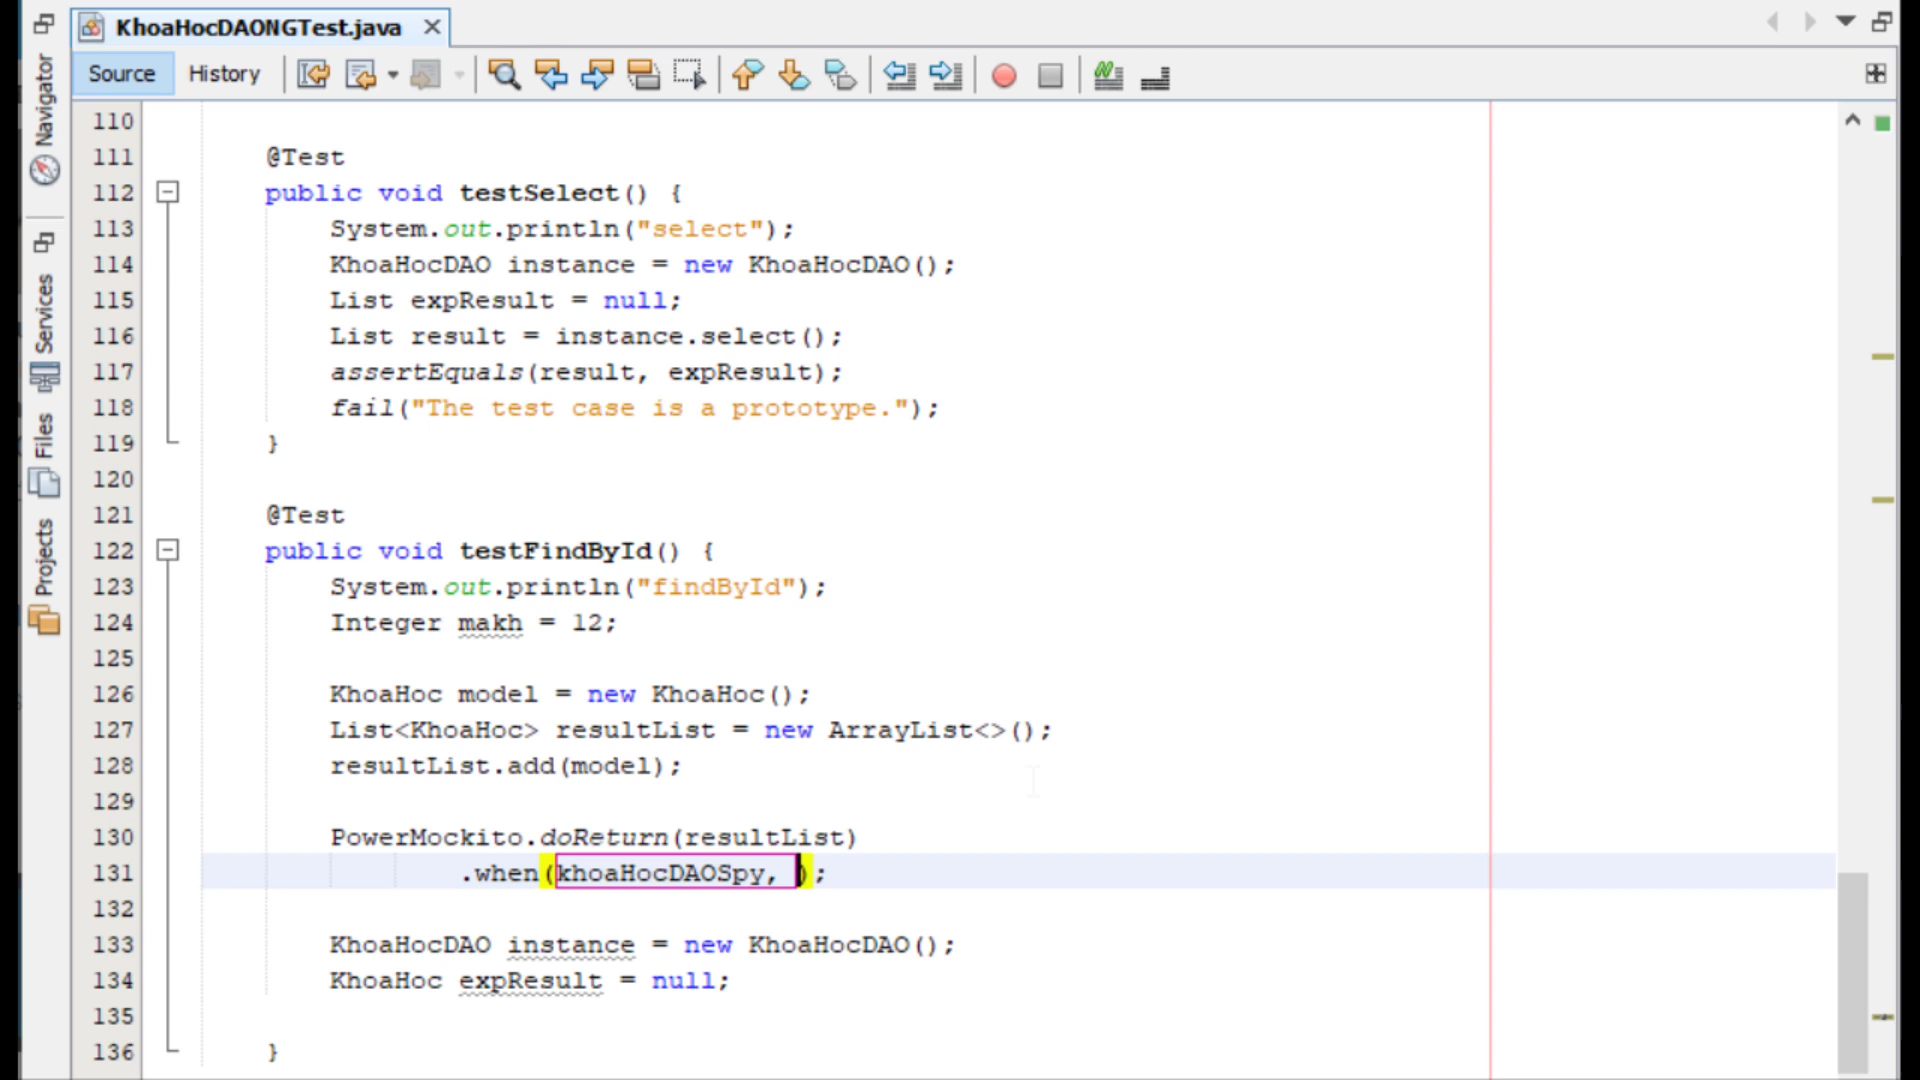 KhoaHocDAONGTest.java
Source History
Navigator
Services
Files
Projects
110
111 @Test
112 public void testSelect() {
113 System.out.println("select");
114 KhoaHocDAO instance = new KhoaHocDAO();
115 List expResult = null;
116 List result = instance.select();
117 assertEquals(result, expResult);
118 fail("The test case is a prototype.");
119 }
120
121 @Test
122 public void testFindById() {
123 System.out.println("findById");
124 Integer makh = 12;
125
126 KhoaHoc model = new KhoaHoc();
127 List<KhoaHoc> resultList = new ArrayList<>();
128 resultList.add(model);
129
130 PowerMockito.doReturn(resultList)
131 .when(khoaHocDAOSpy, );
132
133 KhoaHocDAO instance = new KhoaHocDAO();
134 KhoaHoc expResult = null;
135
136 }